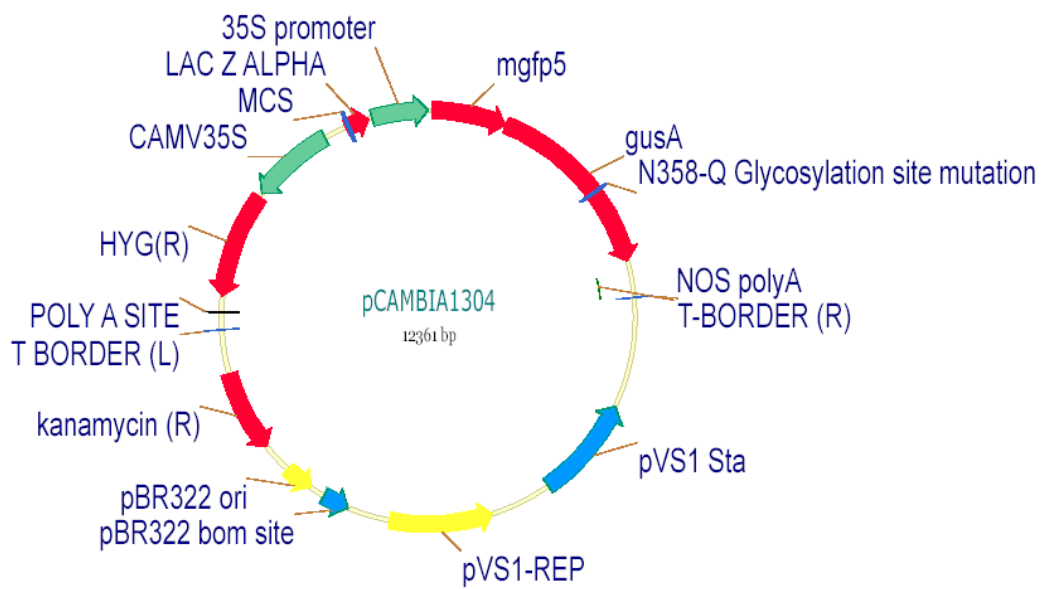 35S promoter
LAC Z ALPHA
mgfp5
MCS
CAMV35S
gusA
N358-Q Glycosylation site mutation
HYG(R)
NOS polyA
pCAMBIA1304
POLY A SITE
T-BORDER (R)
12361 bp
T BORDER (L)
kanamycin (R)
pVS1 Sta
pBR322 ori
pBR322 bom site
pVS1-REP